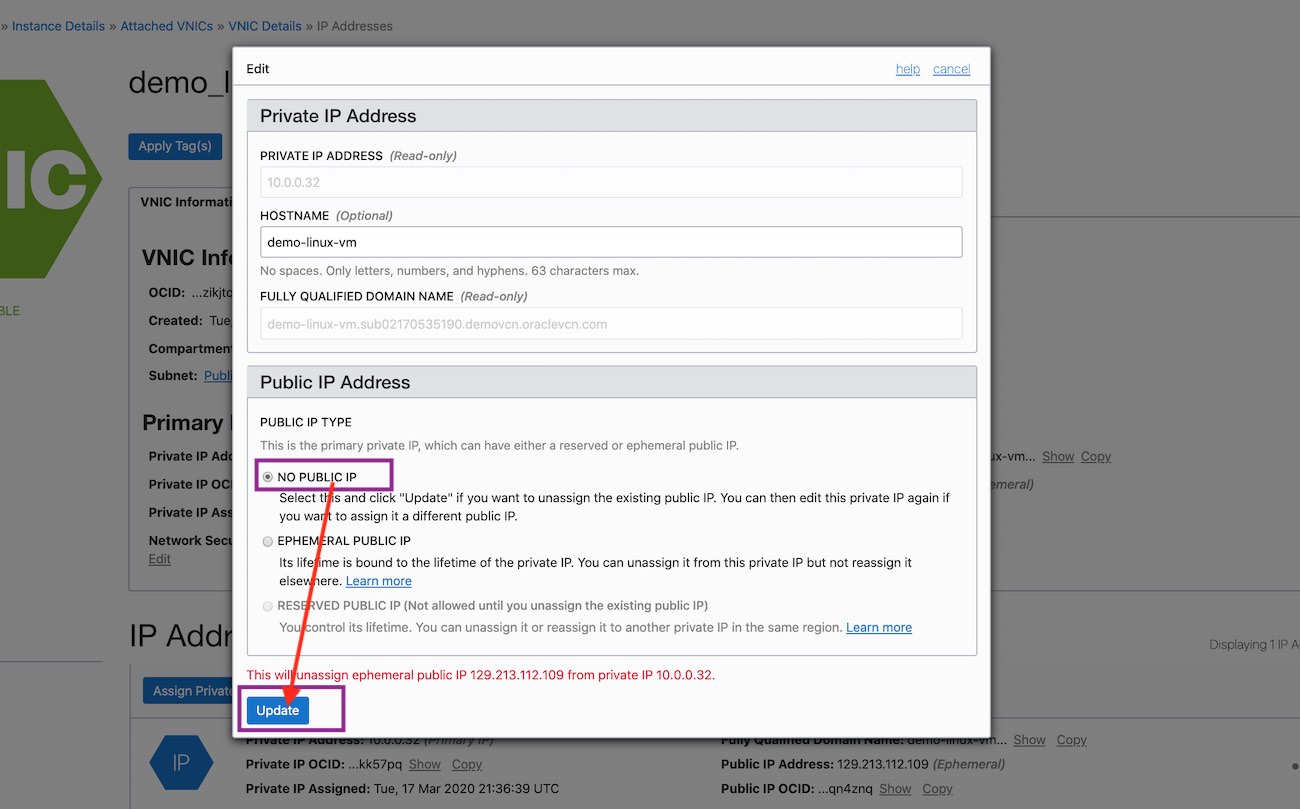 » Instance Details » Attached VNICs » VNIC Details » IP Addresses
IC
BLE
demo_l
Apply Tag(s)
VNIC Informati
VNIC Info
OCID: ...zikjto
Created: Tue,
Compartment
Subnet: Publi
Primary
Private IP Add
Private IP OC
Private IP Ass
Network Secu
Edit
ux-vm... Show Copy
emeral)
IP Addr
Displaying 1 IP A
Assign Private
Edit
help cancel
Private IP Address
PRIVATE IP ADDRESS (Read-only)
10.0.0.32
HOSTNAME (Optional)
demo-linux-vm
No spaces. Only letters, numbers, and hyphens. 63 characters max.
FULLY QUALIFIED DOMAIN NAME (Read-only)
demo-linux-vm.sub02170535190.demovcn.oraclevcn.com
Public IP Address
PUBLIC IP TYPE
This is the primary private IP, which can have either a reserved or ephemeral public IP.
NO PUBLIC IP
Select this and click "Update" if you want to unassign the existing public IP. You can then edit this private IP again if
you want to assign it a different public IP.
EPHEMERAL PUBLIC IP
Its lifetime is bound to the lifetime of the private IP. You can unassign it from this private IP but not reassign it
elsewhere. Learn more
RESERVED PUBLIC IP (Not allowed until you unassign the existing public IP)
You control its lifetime. You can unassign it or reassign it to another private IP in the same region. Learn more
This will unassign ephemeral public IP 129.213.112.109 from private IP 10.0.0.32.
Update
IP
Private IP Address: 10.0.0.32 (Primary IP)
Private IP OCID: ...kk57pq Show Copy
Private IP Assigned: Tue, 17 Mar 2020 21:36:39 UTC
Fully Qualified Domain Name: demo-linux-vm... Show Copy
Public IP Address: 129.213.112.109 (Ephemeral)
Public IP OCID: ...qn4znq Show Copy